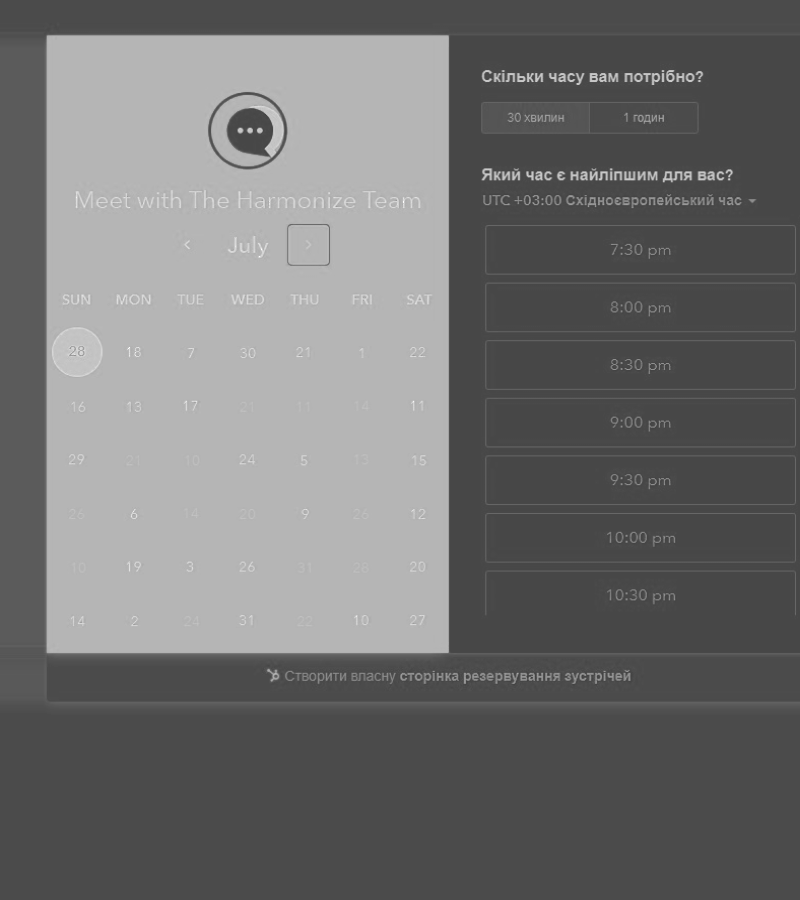 Meet with The Harmonize Team
July
SUN MON TUE WED THU FRI SAT
28 18 7 30 21 1 22
16 13 17 21 11 14 11
29 21 10 24 5 13 15
26 6 14 20 9 26 12
10 19 3 26 31 28 20
14 2 24 31 22 10 27
Скільки часу вам потрібно?
30 хвилин 1 годин
Який час є найліпшим для вас?
UTC +03:00 Східноєвропейський час
7:30 pm
8:00 pm
8:30 pm
9:00 pm
9:30 pm
10:00 pm
10:30 pm
Створити власну сторінка резервування зустрічей